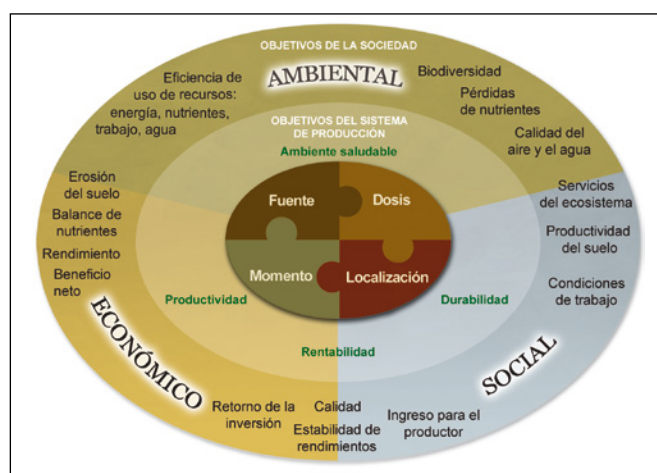 OBJETIVOS DE LA SOCIEDAD
AMBIENTAL
Eficiencia de
uso de recursos:
energía, nutrientes,
trabajo, agua
Biodiversidad
Pérdidas
de nutrientes
Calidad del
aire y el agua
OBJETIVOS DEL SISTEMA
DE PRODUCCIÓN
Ambiente saludable
Erosión
del suelo
Balance de
nutrientes
Rendimiento
Beneficio
neto
Fuente
Dosis
Momento
Localización
Servicios
del ecosistema
Productividad
del suelo
Condiciones
de trabajo
Productividad
Durabilidad
Rentabilidad
ECONÓMICO
SOCIAL
Retorno de la
inversión
Calidad
Estabilidad de
rendimientos
Ingreso para el
productor